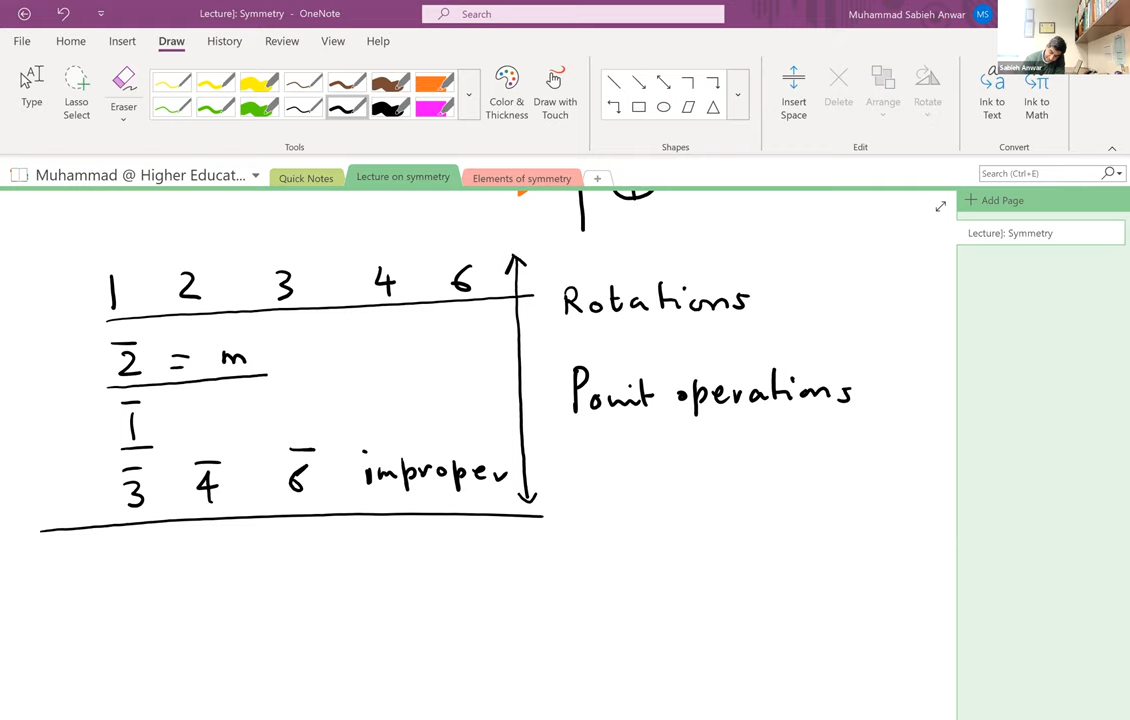 Lecture]: Symmetry - OneNote
Search
Muhammad Sabieh Anwar
MS
File Home Insert Draw History Review View Help
Sabieh Anwar
Type
Lasso Select
Eraser
Color & Thickness
Draw with Touch
Insert Space
Delete
Arrange
Rotate
Ink to Text
Ink to Math
Tools
Shapes
Edit
Convert
Muhammad @ Higher Educat...
Quick Notes
Lecture on symmetry
Elements of symmetry
Search (Ctrl+E)
Add Page
Lecture]: Symmetry
1 2 3 4 6 Rotations
2̅ = m
Point operations
1̅
3̅ 4̅ 6̅ improper